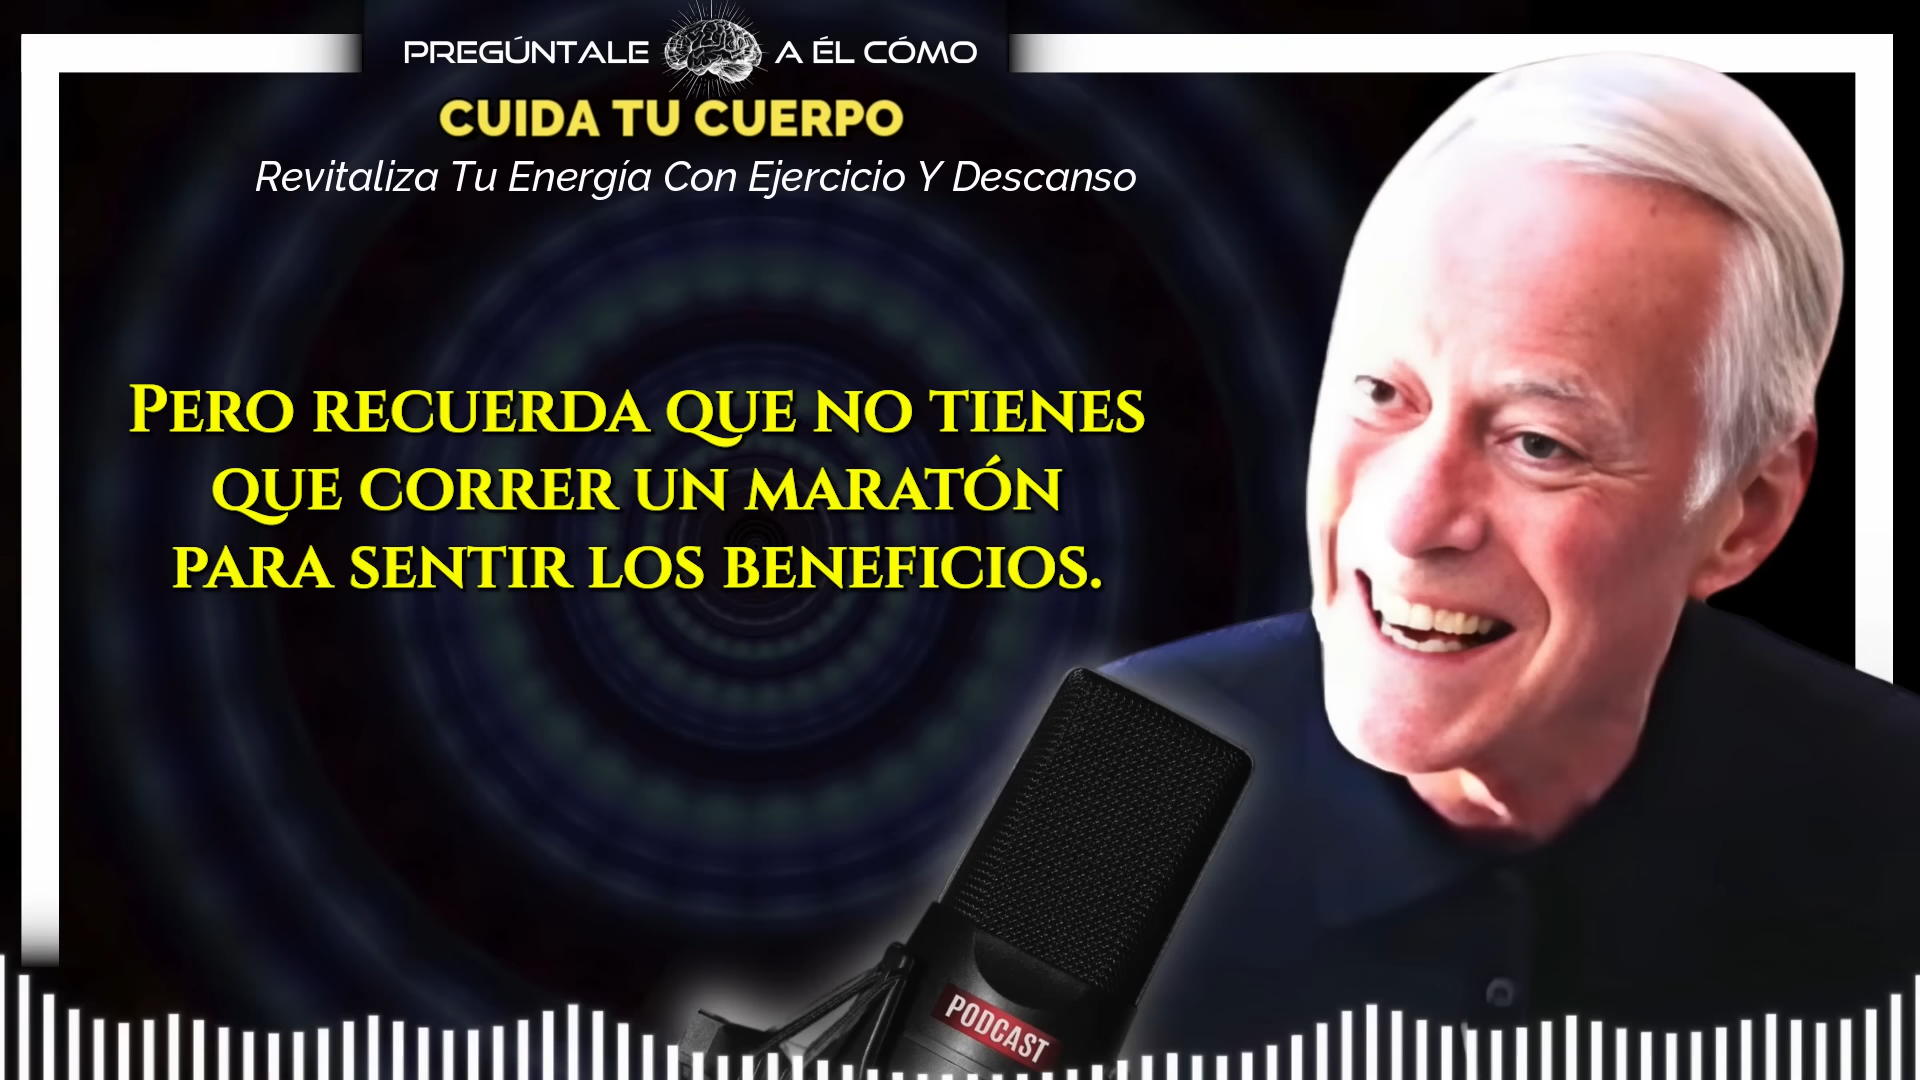 PREGÚNTALE A ÉL CÓMO
CUIDA TU CUERPO
Revitaliza Tu Energía Con Ejercicio Y Descanso
PERO RECUERDA QUE NO TIENES
QUE CORRER UN MARATÓN
PARA SENTIR LOS BENEFICIOS.
PODCAST